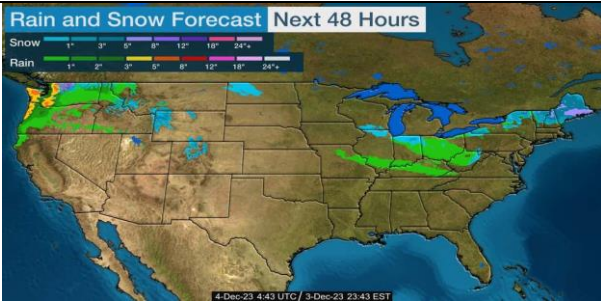 Rain and Snow Forecast Next 48 Hours
Snow
1" 3" 5" 8" 12" 18" 24"+
Rain
1" 2" 3" 5" 8" 12" 18" 24"+
4-Dec-23 4:43 UTC / 3-Dec-23 23:43 EST